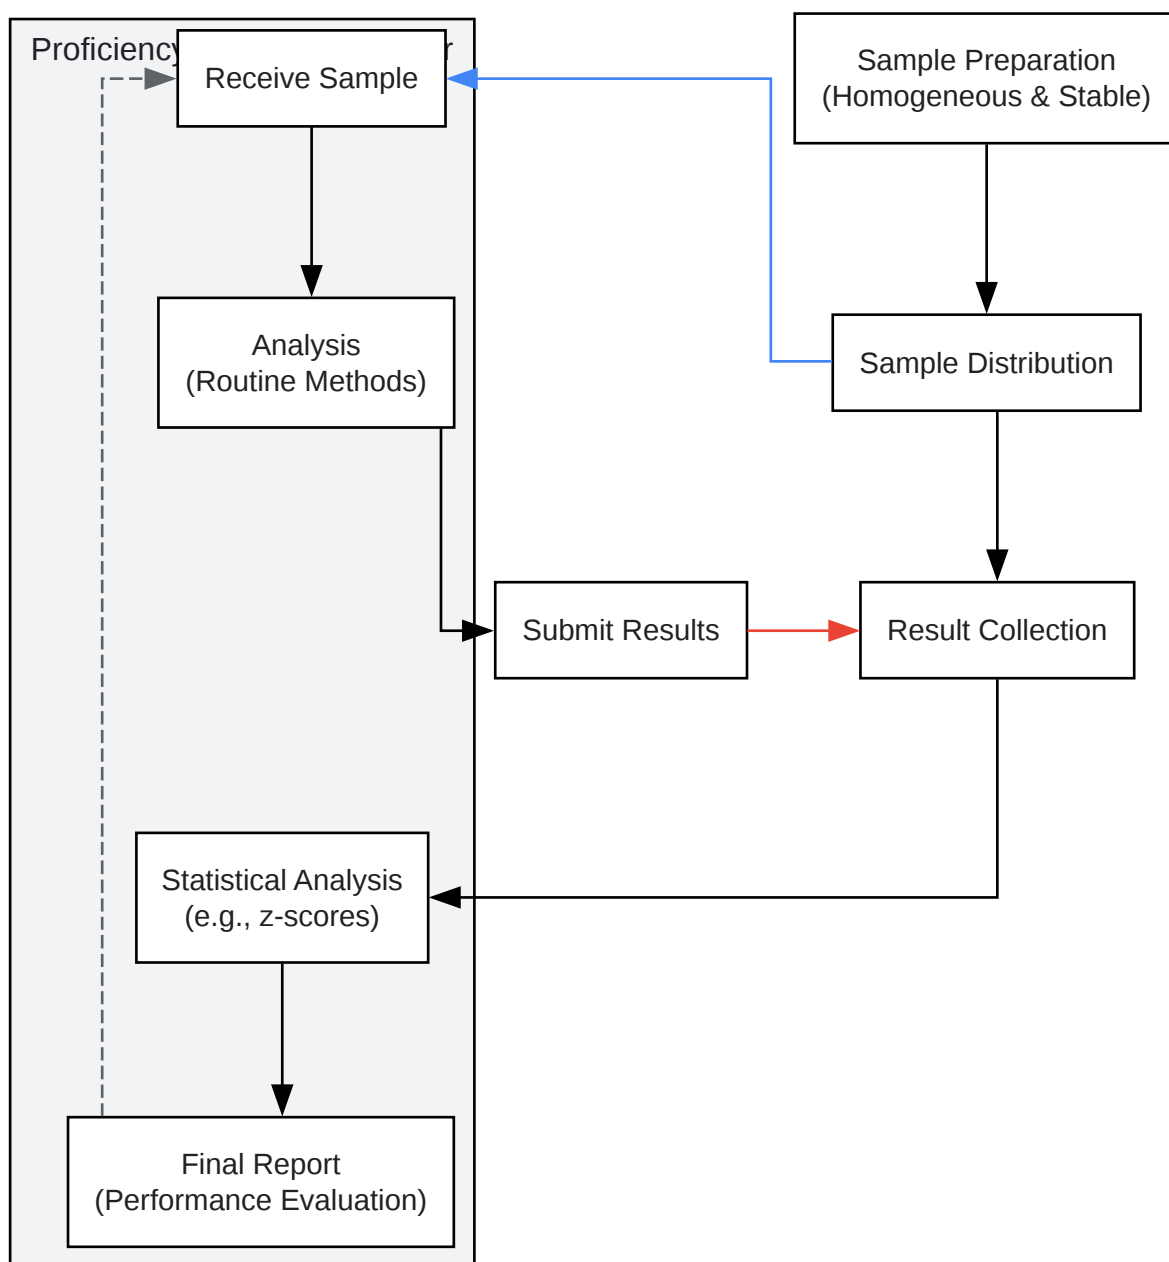 Proficiency
Receive Sample
Sample Preparation
(Homogeneous & Stable)
Analysis
(Routine Methods)
Sample Distribution
Submit Results
Result Collection
Statistical Analysis
(e.g., z-scores)
Final Report
(Performance Evaluation)